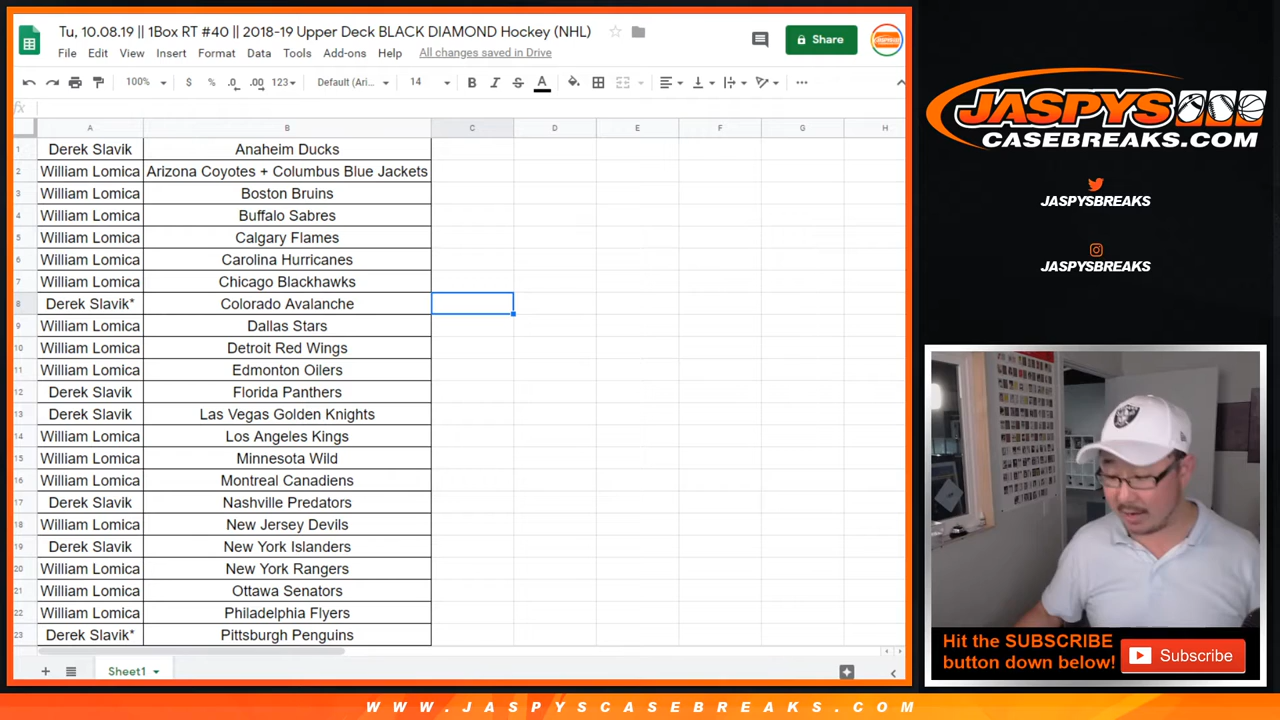 Tu, 10.08.19 || 1Box RT #40 || 2018-19 Upper Deck BLACK DIAMOND Hockey (NHL)
File Edit View Insert Format Data Tools Add-ons Help All changes saved in Drive
Share
100% $ % .0 .00 123 Default (Ari... 14 B I S A
fx
A B C D E F G H
1 Derek Slavik Anaheim Ducks
2 William Lomica Arizona Coyotes + Columbus Blue Jackets
3 William Lomica Boston Bruins
4 William Lomica Buffalo Sabres
5 William Lomica Calgary Flames
6 William Lomica Carolina Hurricanes
7 William Lomica Chicago Blackhawks
8 Derek Slavik* Colorado Avalanche
9 William Lomica Dallas Stars
10 William Lomica Detroit Red Wings
11 William Lomica Edmonton Oilers
12 Derek Slavik Florida Panthers
13 Derek Slavik Las Vegas Golden Knights
14 William Lomica Los Angeles Kings
15 William Lomica Minnesota Wild
16 William Lomica Montreal Canadiens
17 Derek Slavik Nashville Predators
18 William Lomica New Jersey Devils
19 Derek Slavik New York Islanders
20 William Lomica New York Rangers
21 William Lomica Ottawa Senators
22 William Lomica Philadelphia Flyers
23 Derek Slavik* Pittsburgh Penguins
Sheet1
JASPYS
CASEBREAKS.COM
JASPYSBREAKS
JASPYSBREAKS
Hit the SUBSCRIBE
button down below!
Subscribe
WWW.JASPYSCASEBREAKS.COM